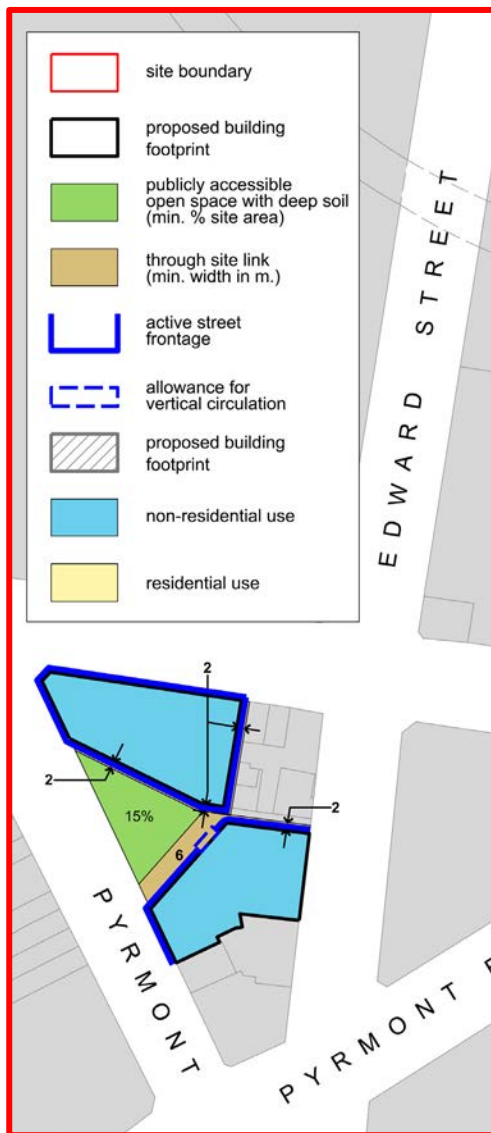 site boundary
proposed building
footprint
publicly accessible
open space with deep soil
(min. % site area)
through site link
(min. width in m.)
active street
frontage
allowance for
vertical circulation
proposed building
footprint
non-residential use
residential use
EDWARD STREET
2
2
2
15%
6
PYRMONT
PYRMONT